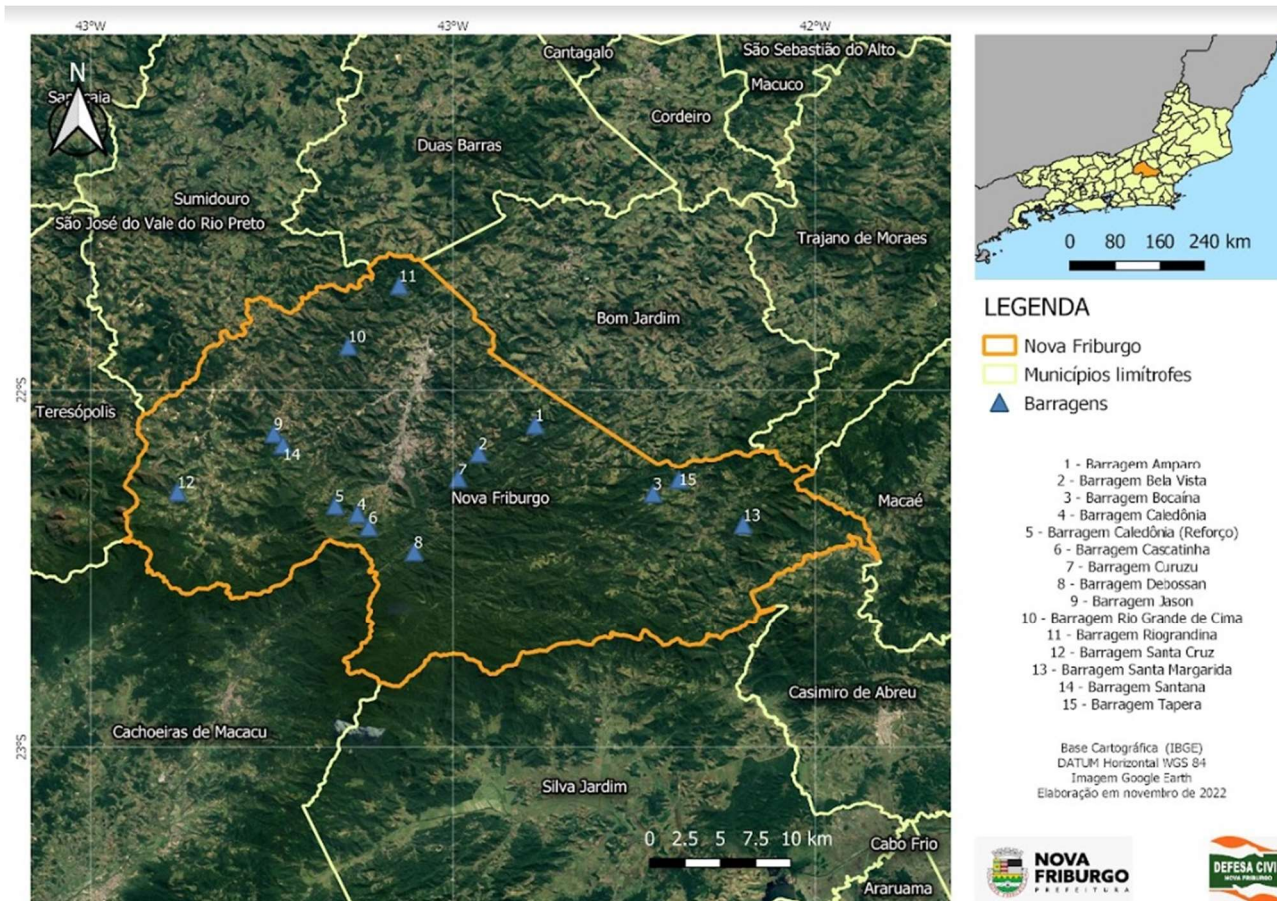 43°W
43°W
42°W
22°S
23°S
N
Cantagalo
São Sebastião do Alto
Macuco
Cordeiro
Duas Barras
Sumidouro
São José do Vale do Rio Preto
Trajano de Moraes
Bom Jardim
Teresópolis
Nova Friburgo
Macaé
Casimiro de Abreu
Cachoeiras de Macacu
Silva Jardim
Cabo Frio
Araruama
11
10
1
2
9
14
7
12
3
15
5
4
6
13
8
0 2.5 5 7.5 10 km
0 80 160 240 km
LEGENDA
Nova Friburgo
Municípios limítrofes
Barragens
1 - Barragem Amparo
2 - Barragem Bela Vista
3 - Barragem Bocaína
4 - Barragem Caledônia
5 - Barragem Caledônia (Reforço)
6 - Barragem Cascatinha
7 - Barragem Curuzu
8 - Barragem Debossan
9 - Barragem Jason
10 - Barragem Rio Grande de Cima
11 - Barragem Riograndina
12 - Barragem Santa Cruz
13 - Barragem Santa Margarida
14 - Barragem Santana
15 - Barragem Tapera
Base Cartográfica (IBGE)
DATUM Horizontal WGS 84
Imagem Google Earth
Elaboração em novembro de 2022
NOVA
FRIBURGO
PREFEITURA
DEFESA CIVI
NOVA FRIBURGO